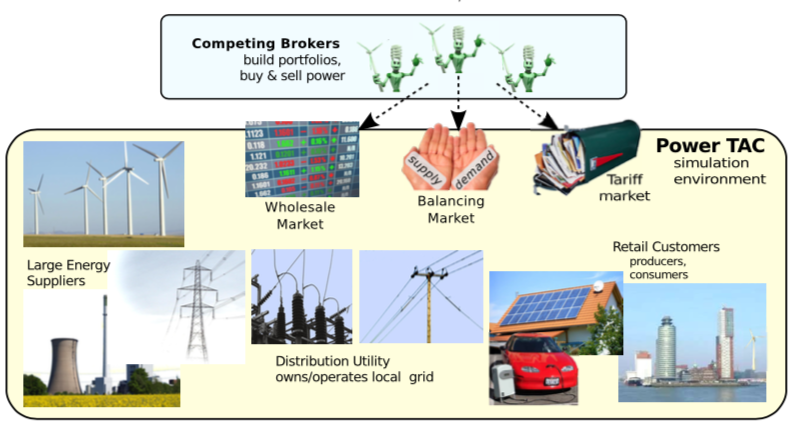 Competing Brokers
build portfolios,
buy & sell power
Power TAC
simulation
environment
Wholesale
Market
supply
demand
Balancing
Market
Tariff
market
Large Energy
Suppliers
Distribution Utility
owns/operates local grid
Retail Customers
producers,
consumers